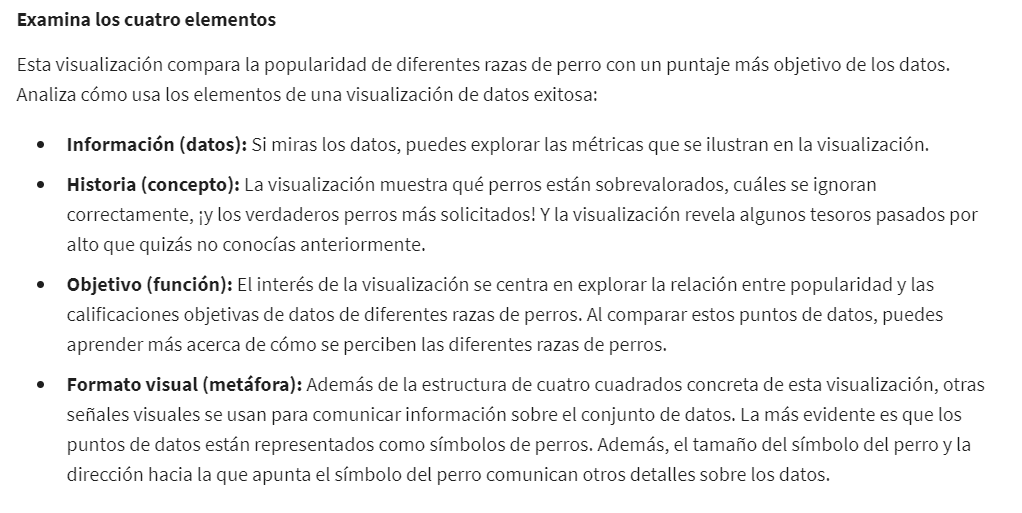 Examina los cuatro elementos
Esta visualización compara la popularidad de diferentes razas de perro con un puntaje más objetivo de los datos.
Analiza cómo usa los elementos de una visualización de datos exitosa:
• Información (datos): Si miras los datos, puedes explorar las métricas que se ilustran en la visualización.
• Historia (concepto): La visualización muestra qué perros están sobrevalorados, cuáles se ignoran
correctamente, ¡y los verdaderos perros más solicitados! Y la visualización revela algunos tesoros pasados por
alto que quizás no conocías anteriormente.
• Objetivo (función): El interés de la visualización se centra en explorar la relación entre popularidad y las
calificaciones objetivas de datos de diferentes razas de perros. Al comparar estos puntos de datos, puedes
aprender más acerca de cómo se perciben las diferentes razas de perros.
• Formato visual (metáfora): Además de la estructura de cuatro cuadrados concreta de esta visualización, otras
señales visuales se usan para comunicar información sobre el conjunto de datos. La más evidente es que los
puntos de datos están representados como símbolos de perros. Además, el tamaño del símbolo del perro y la
dirección hacia la que apunta el símbolo del perro comunican otros detalles sobre los datos.